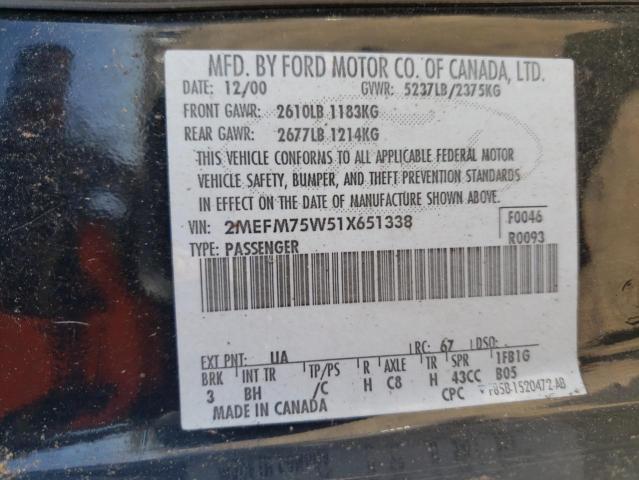 MFD. BY FORD MOTOR CO. OF CANADA, LTD.
DATE: 12/00 GVWR: 5237LB/2375KG
FRONT GAWR: 2610LB 1183KG
REAR GAWR: 2677LB 1214KG
THIS VEHICLE CONFORMS TO ALL APPLICABLE FEDERAL MOTOR
VEHICLE SAFETY, BUMPER, AND THEFT PREVENTION STANDARDS
IN EFFECT ON THE DATE OF MANUFACTURE SHOWN ABOVE.
VIN: 2MEFM75W51X651338 F0046
TYPE: PASSENGER R0093
EXT PNT: UA RC: 67 DSO:
BRK INT TR TP/PS R AXLE TR SPR 1FB1G
3 BH /C H C8 H 43CC B05
MADE IN CANADA CPC